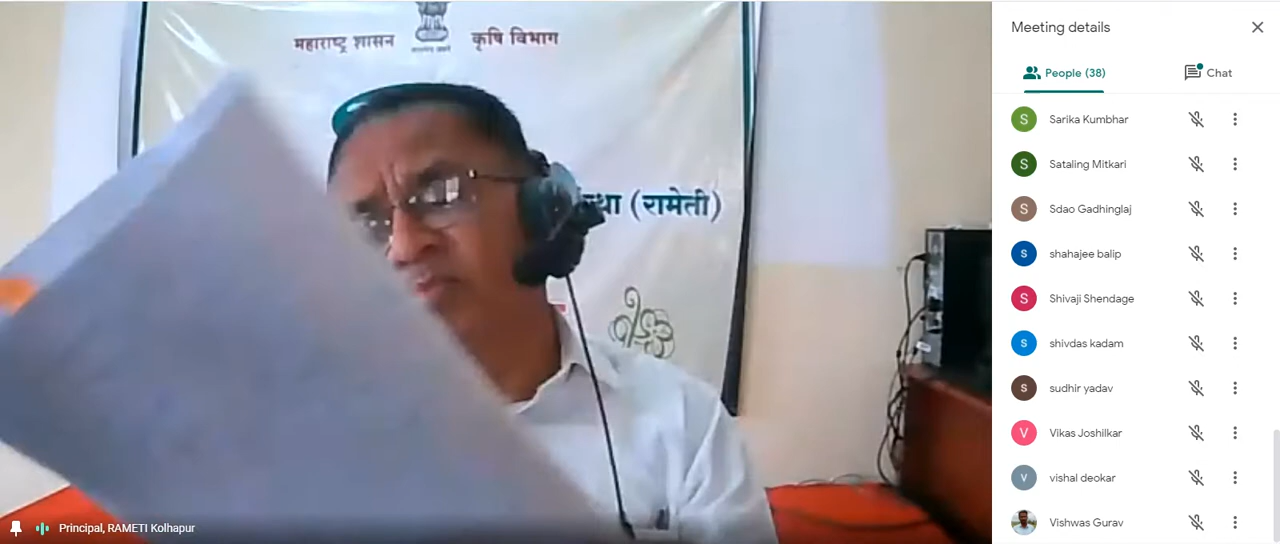 महाराष्ट्र शासन
कृषि विभाग
(रामेती)
Principal, RAMETI Kolhapur
Meeting details
People (38)
Chat
S Sarika Kumbhar
S Sataling Mitkari
S Sdao Gadhinglaj
s shahajee balip
S Shivaji Shendage
s shivdas kadam
s sudhir yadav
V Vikas Joshilkar
v vishal deokar
Vishwas Gurav